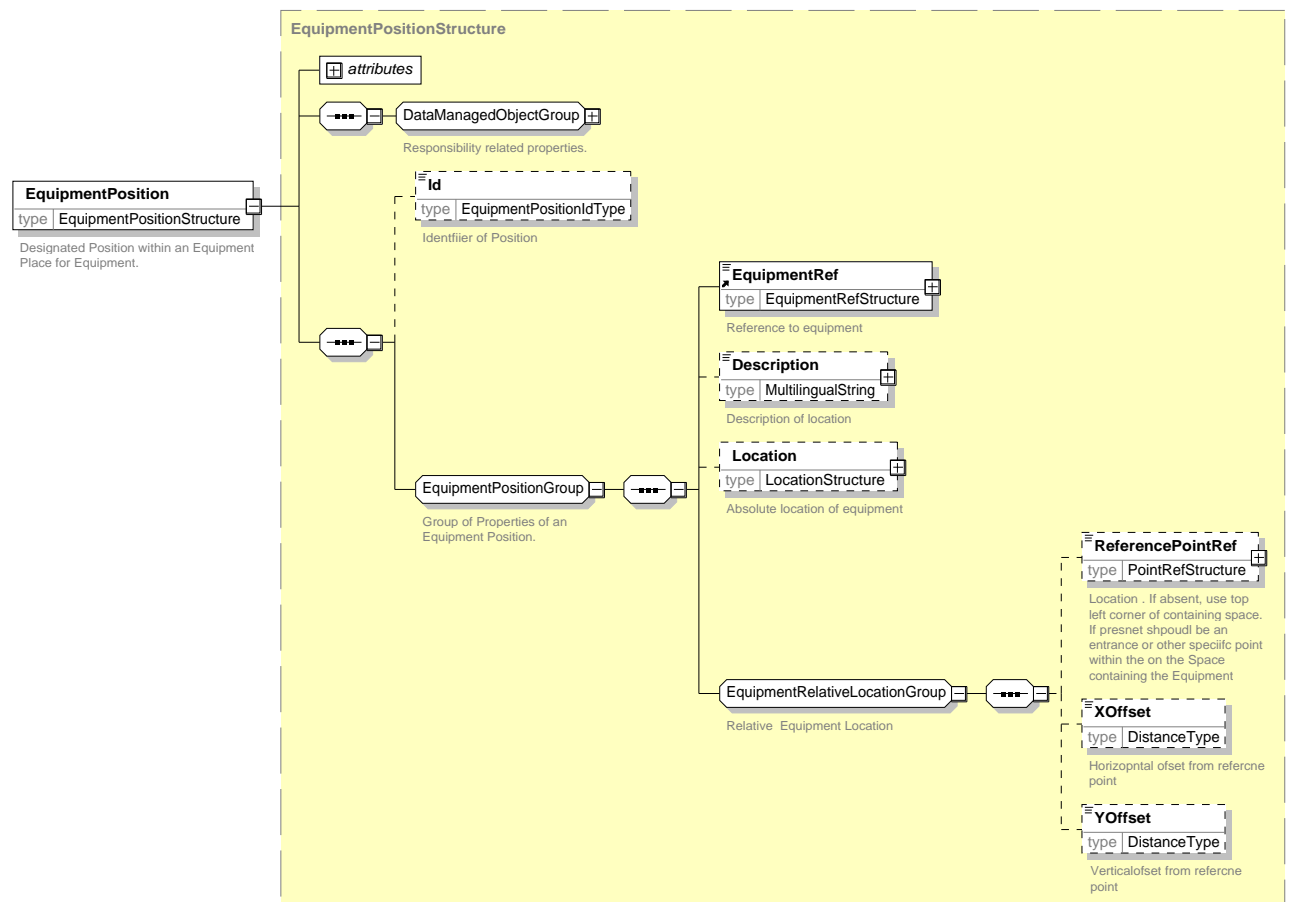 EquipmentPositionStructure
attributes
DataManagedObjectGroup
Responsibility related properties.
EquipmentPosition
type EquipmentPositionStructure
Designated Position within an Equipment
Place for Equipment.
Id
type EquipmentPositionIdType
Identfiier of Position
EquipmentRef
type EquipmentRefStructure
Reference to equipment
Description
type MultilingualString
Description of location
Location
type LocationStructure
Absolute location of equipment
EquipmentPositionGroup
Group of Properties of an
Equipment Position.
ReferencePointRef
type PointRefStructure
Location . If absent, use top
left corner of containing space.
If presnet shpoudl be an
entrance or other speciifc point
within the on the Space
containing the Equipment
EquipmentRelativeLocationGroup
Relative  Equipment Location
XOffset
type DistanceType
Horizopntal ofset from refercne
point
YOffset
type DistanceType
Verticalofset from refercne
point